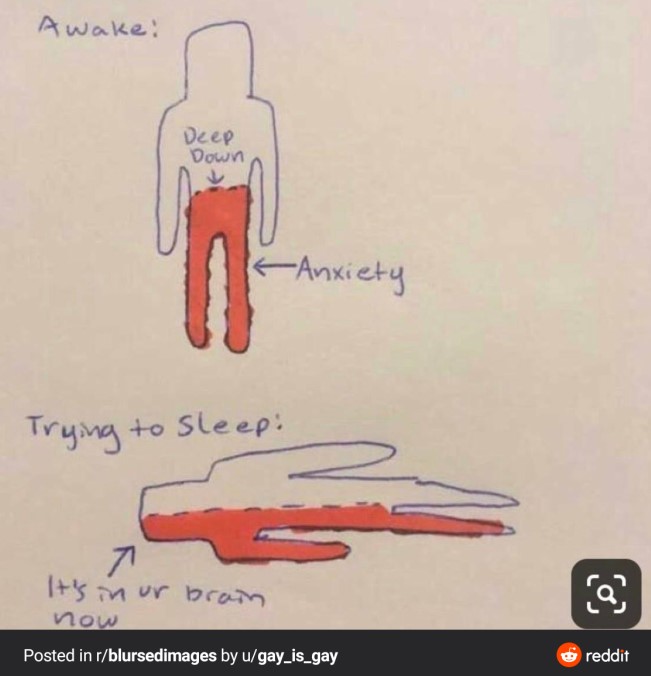 Awake:
Deep
Down
Anxiety
Trying to Sleep:
It's in ur brain
now
Posted in r/blursedimages by u/gay_is_gay
reddit